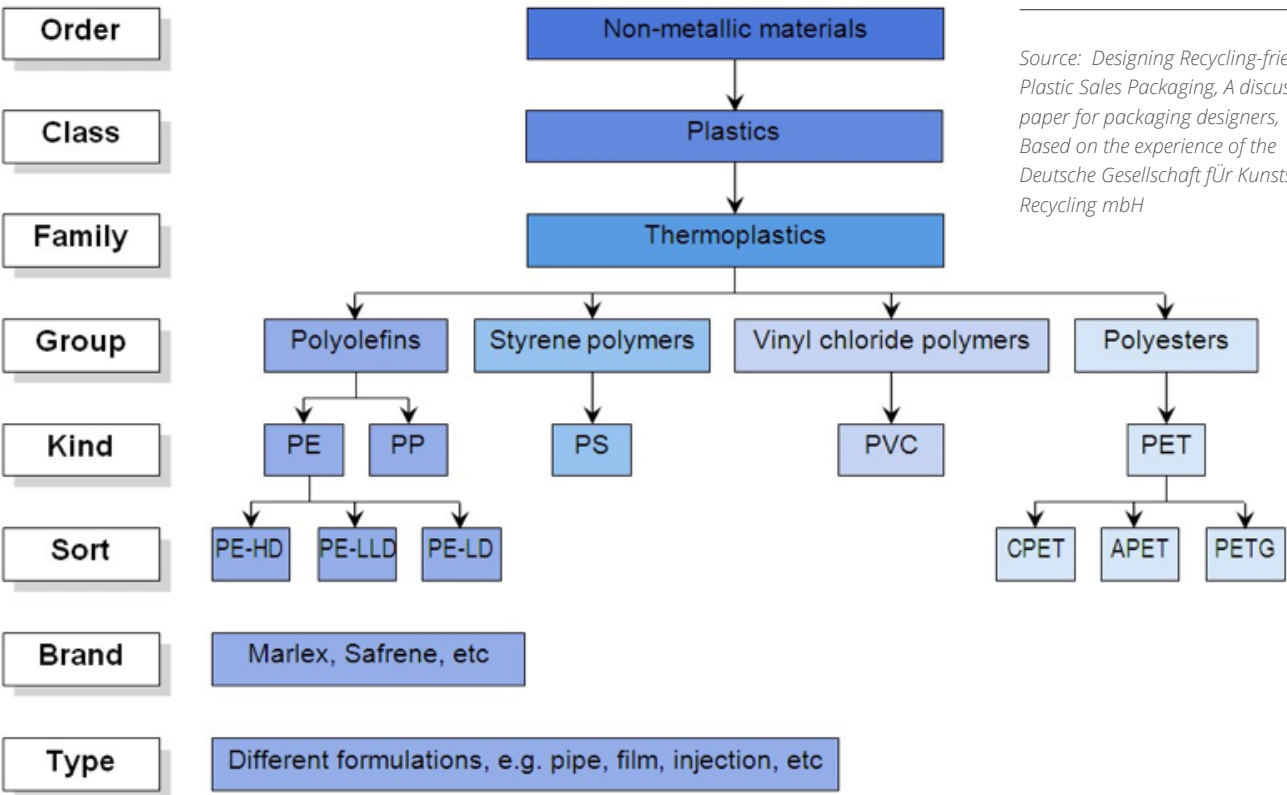 Order
Non-metallic materials
Source: Designing Recycling-frie
Plastic Sales Packaging, A discus
paper for packaging designers,
Based on the experience of the
Deutsche Gesellschaft fÜr Kunsts
Recycling mbH
Class
Plastics
Family
Thermoplastics
Group
Polyolefins
Styrene polymers
Vinyl chloride polymers
Polyesters
Kind
PE
PP
PS
PVC
PET
Sort
PE-HD
PE-LLD
PE-LD
CPET
APET
PETG
Brand
Marlex, Safrene, etc
Type
Different formulations, e.g. pipe, film, injection, etc